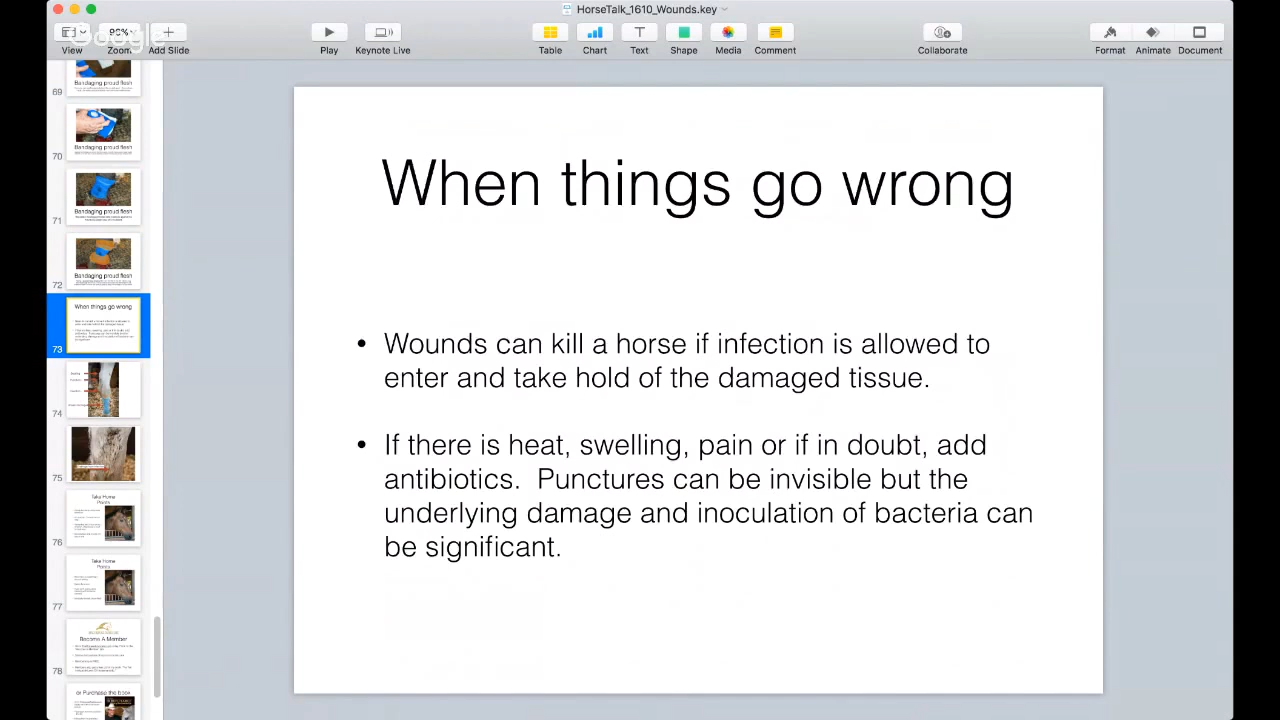 HorseTalk_1610_Wounds.key
Google
90%
View
Zoom
Add Slide
Play
Keynote Live
Table
Chart
Text
Shape
Media
Comment
Collaborate
Format
Animate
Document
69
Bandaging proud flesh
70
Bandaging proud flesh
71
Bandaging proud flesh
72
Bandaging proud flesh
73
When things go wrong
74
75
76
Take Home
Points
77
Take Home
Points
78
Become A Member
or Purchase the book
When things go wrong
• Wounds can kill a horse if infection is allowed to
enter and take hold of the damaged tissue.
• If there is heat, swelling, pain or if in doubt, add
antibiotics. Punctures can be invisible but the
underlying damage and inoculation of bacteria can
be significant.